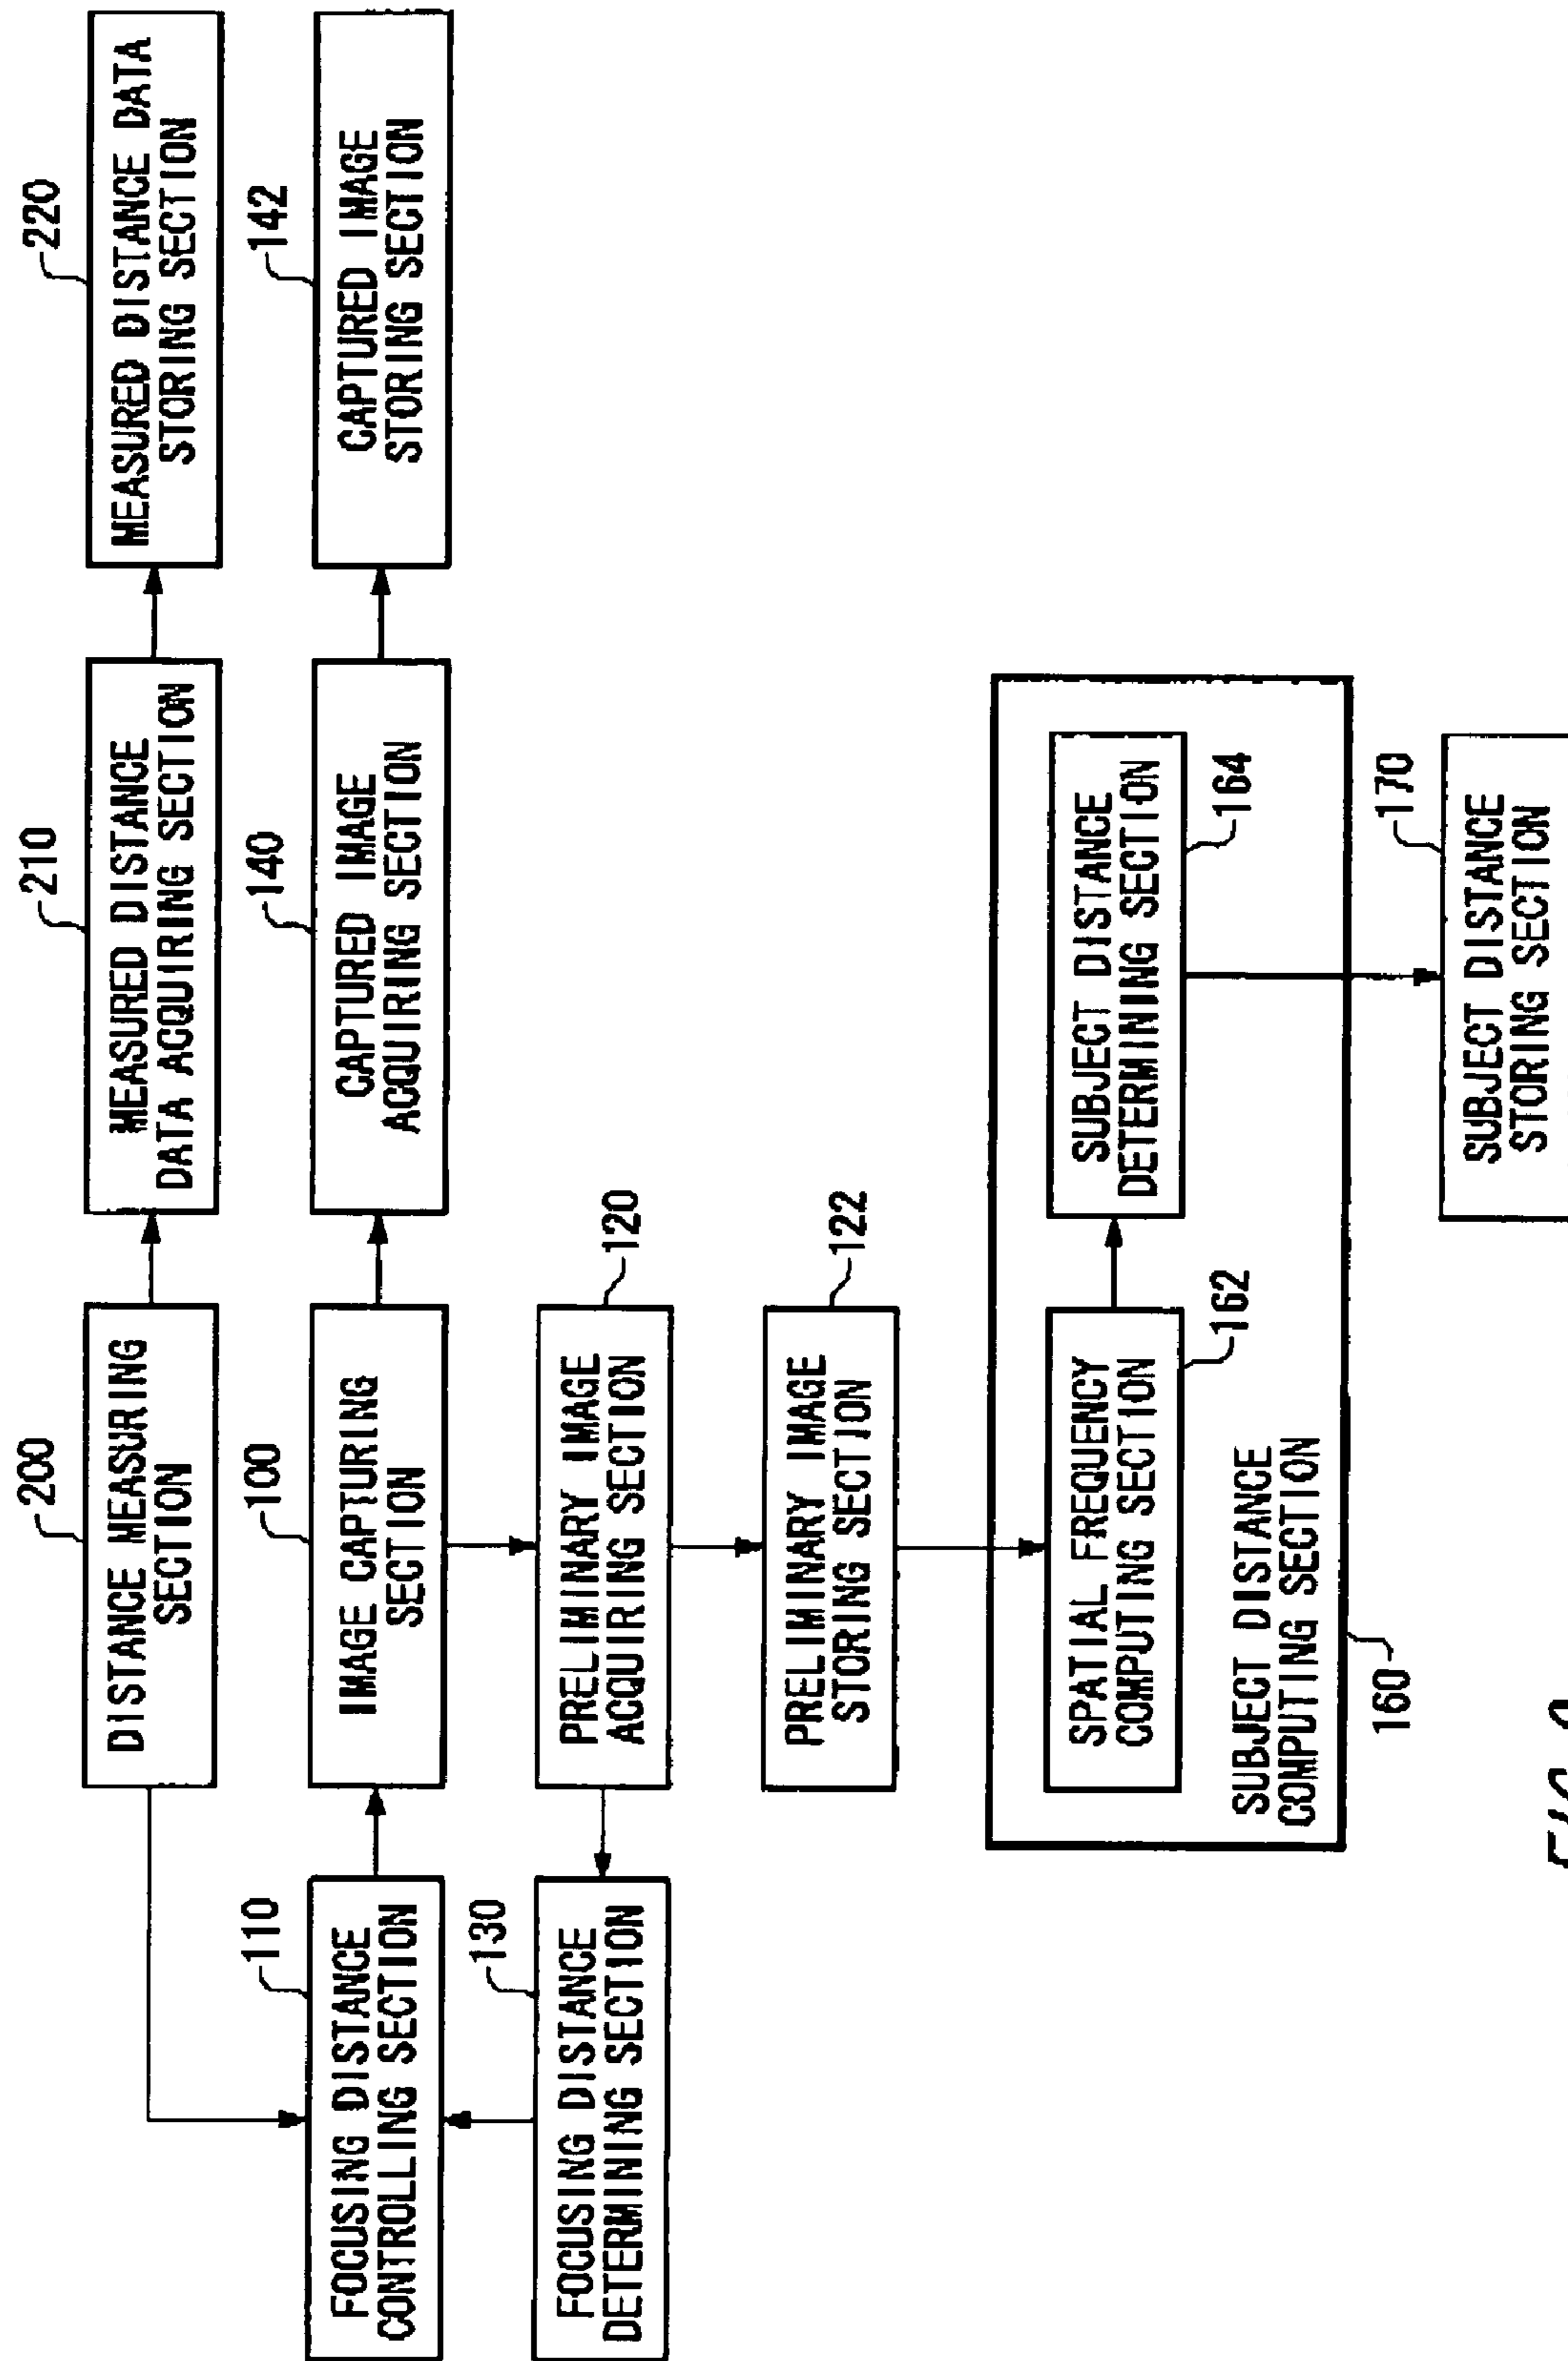 200
DISTANCE MEASURING
SECTION
210
MEASURED DISTANCE
DATA ACQUIRING SECTION
220
MEASURED DISTANCE DATA
STORING SECTION
110
FOCUSING DISTANCE
CONTROLLING SECTION
100
IMAGE CAPTURING
SECTION
140
CAPTURED IMAGE
ACQUIRING SECTION
142
CAPTURED IMAGE
STORING SECTION
130
FOCUSING DISTANCE
DETERMINING SECTION
PRELIMINARY IMAGE
ACQUIRING SECTION
120
PRELIMINARY IMAGE
STORING SECTION
122
SPATIAL FREQUENCY
COMPUTING SECTION
162
SUBJECT DISTANCE
DETERMINING SECTION
164
SUBJECT DISTANCE
COMPUTING SECTION
160
170
SUBJECT DISTANCE
STORING SECTION